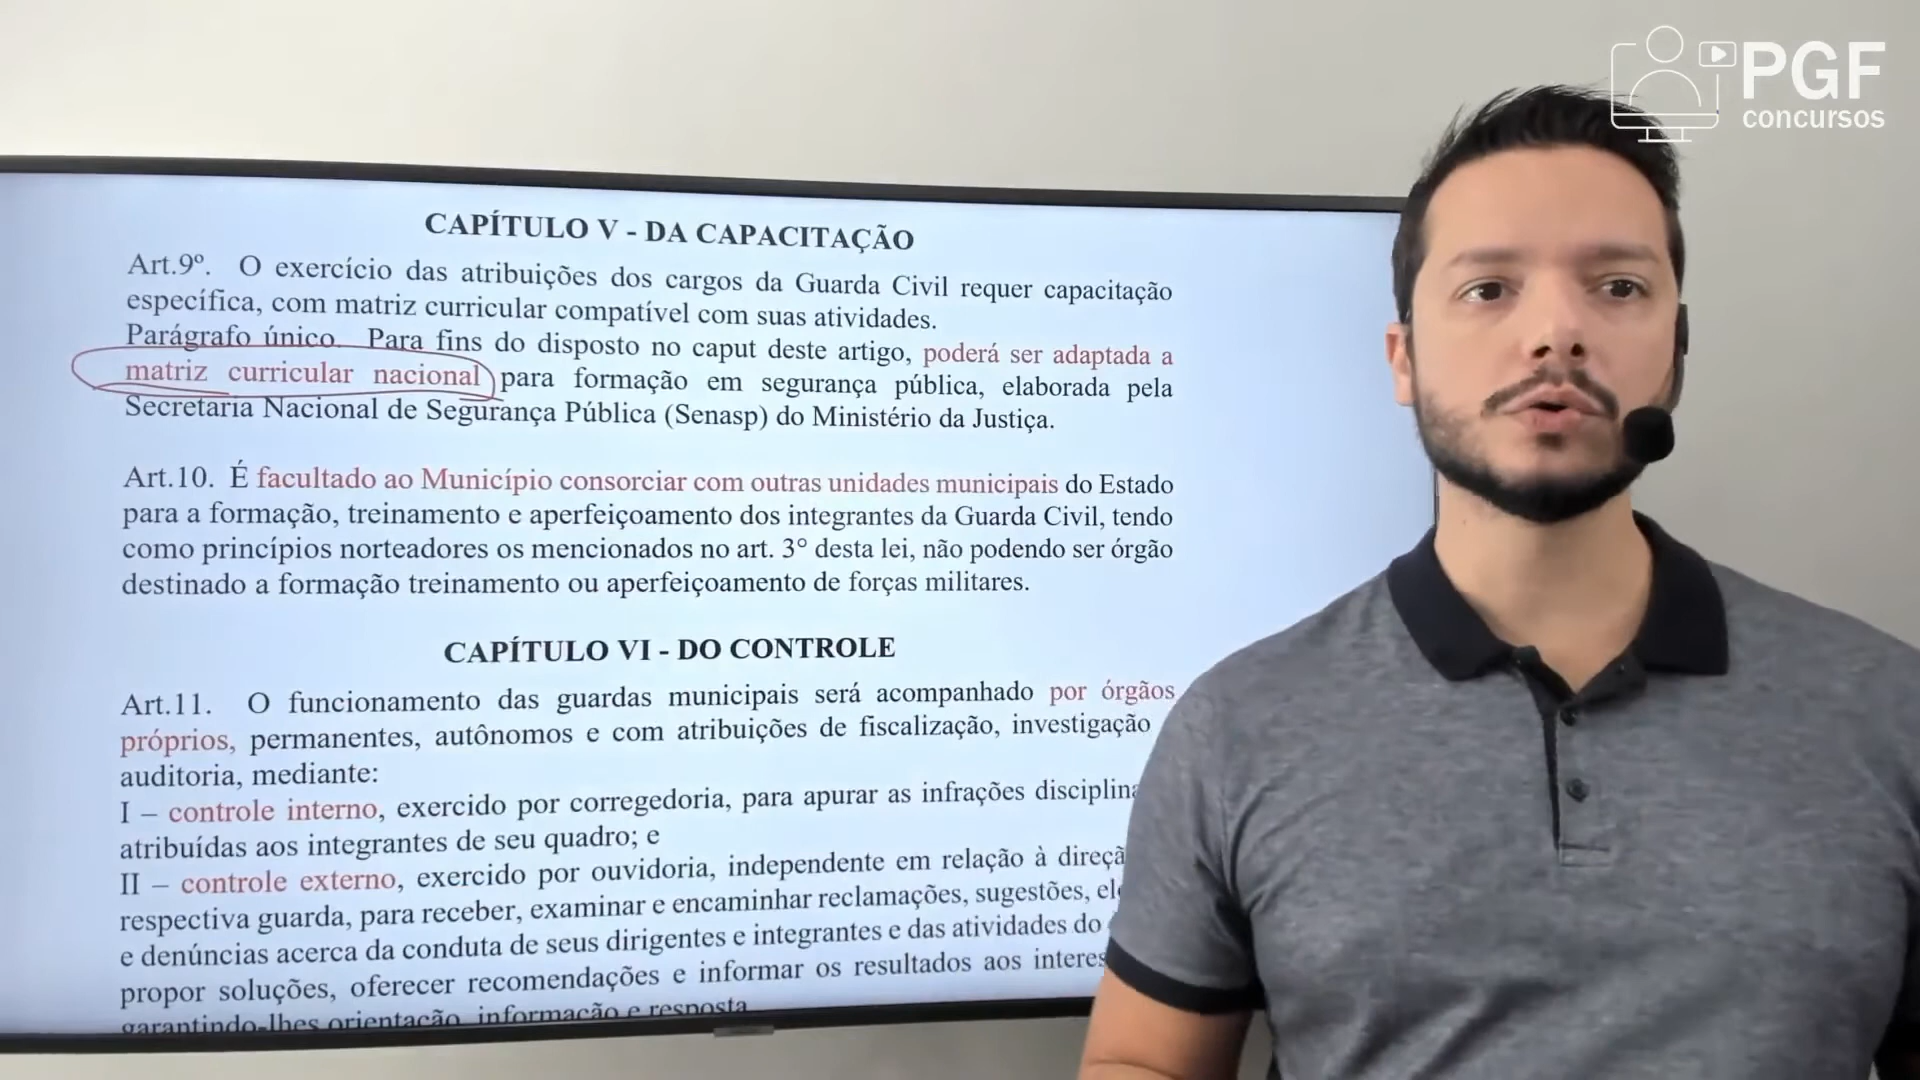 PGF
concursos
CAPÍTULO V - DA CAPACITAÇÃO
Art.9º. O exercício das atribuições dos cargos da Guarda Civil requer capacitação
específica, com matriz curricular compatível com suas atividades.
Parágrafo único. Para fins do disposto no caput deste artigo, poderá ser adaptada a
matriz curricular nacional para formação em segurança pública, elaborada pela
Secretaria Nacional de Segurança Pública (Senasp) do Ministério da Justiça.
Art.10. É facultado ao Município consorciar com outras unidades municipais do Estado
para a formação, treinamento e aperfeiçoamento dos integrantes da Guarda Civil, tendo
como princípios norteadores os mencionados no art. 3° desta lei, não podendo ser órgão
destinado a formação treinamento ou aperfeiçoamento de forças militares.
CAPÍTULO VI - DO CONTROLE
Art.11. O funcionamento das guardas municipais será acompanhado por órgãos
próprios, permanentes, autônomos e com atribuições de fiscalização, investigação
auditoria, mediante:
I – controle interno, exercido por corregedoria, para apurar as infrações
atribuídas aos integrantes de seu quadro; e
II – controle externo, exercido por ouvidoria, independente em relação à
respectiva guarda, para receber, examinar e encaminhar reclamações, sugestões,
e denúncias acerca da conduta de seus dirigentes e integrantes e das atividades do
propor soluções, oferecer recomendações e informar os resultados aos
garantindo-lhes orientação, informação e resposta